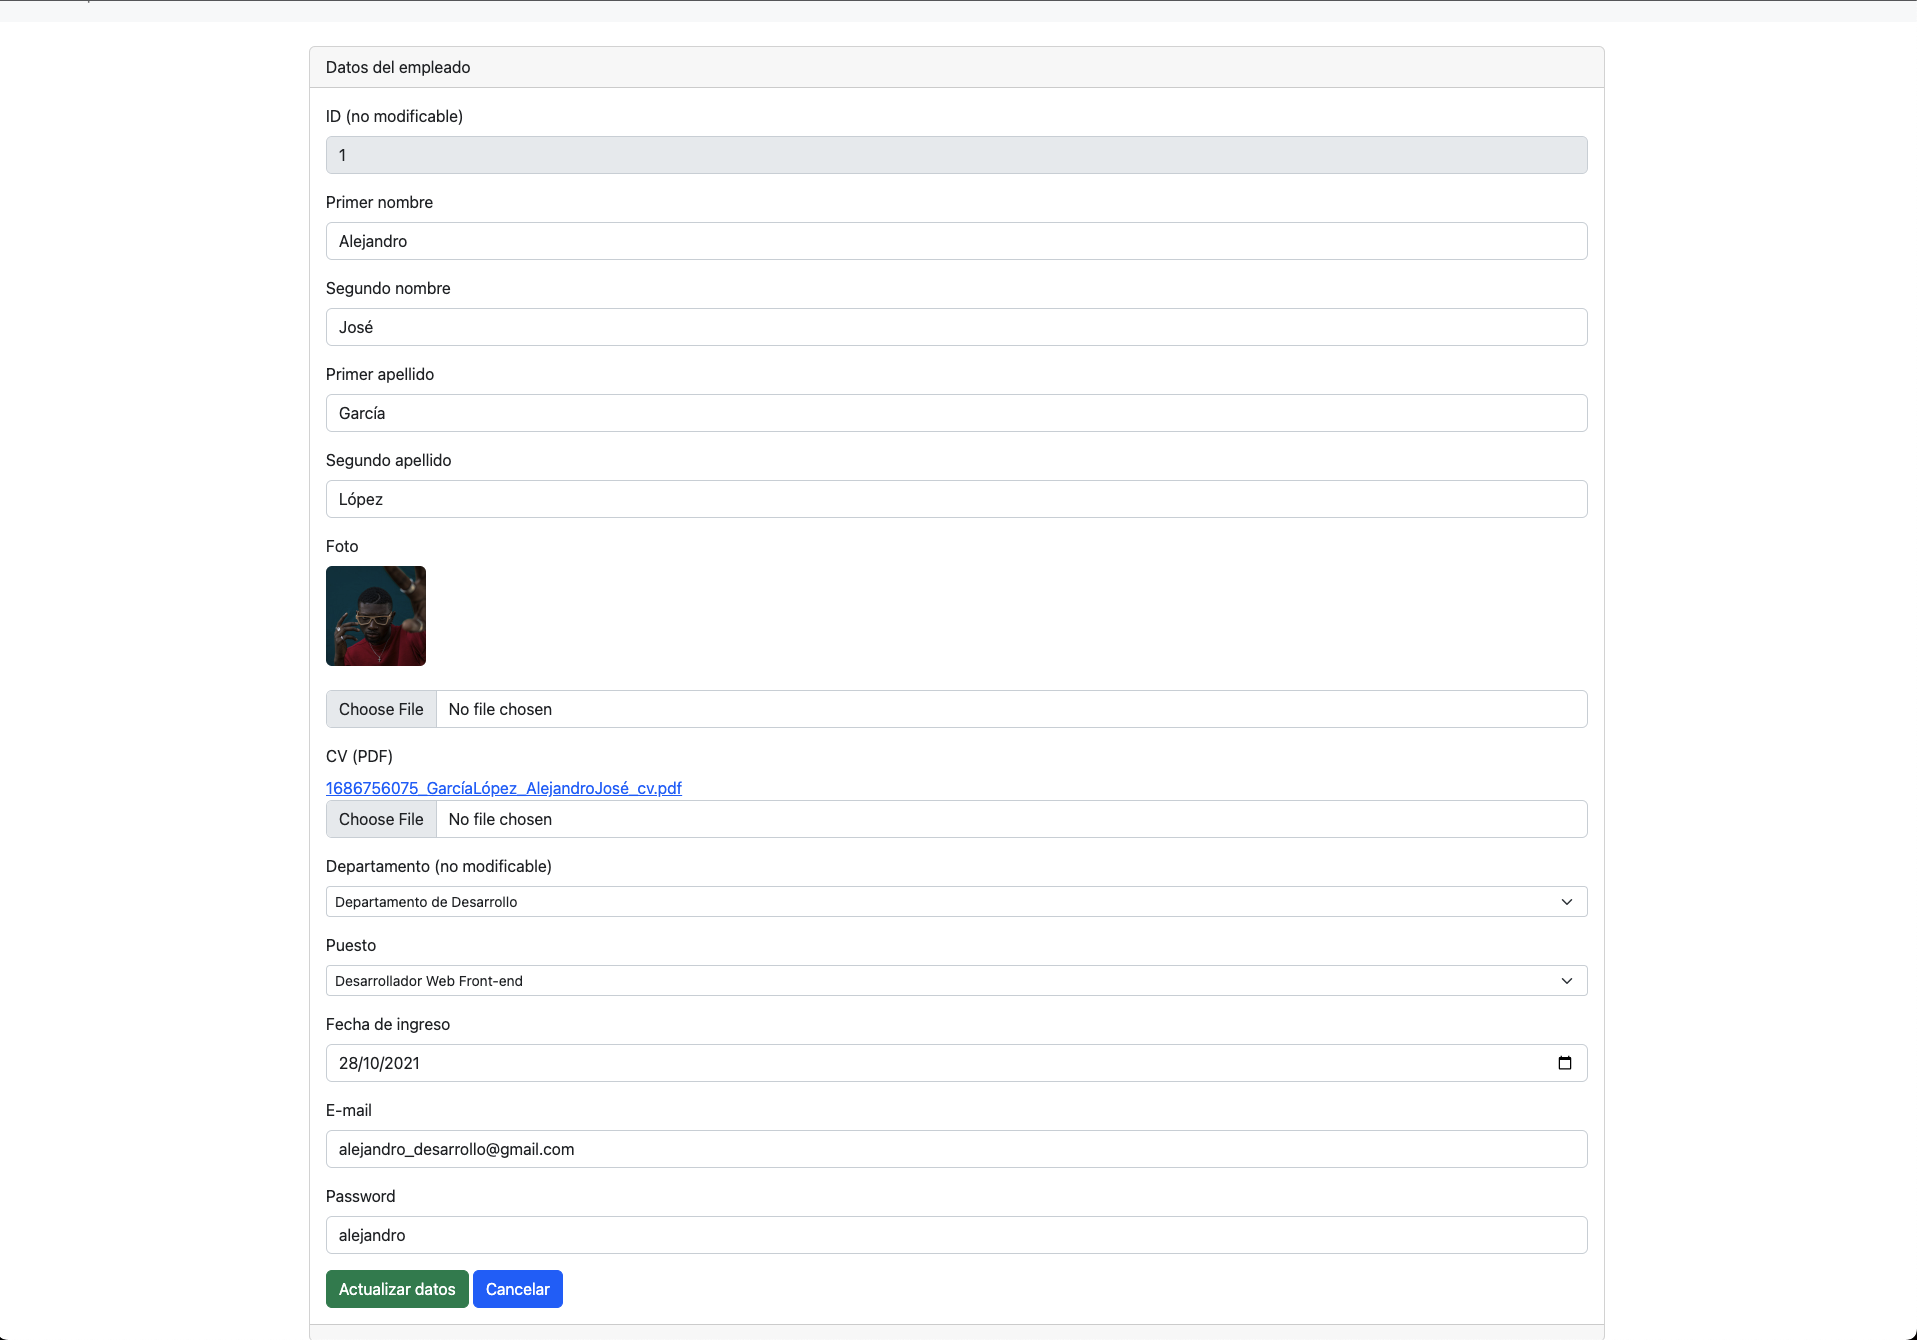 Datos del empleado
ID (no modificable)
1
Primer nombre
Alejandro
Segundo nombre
José
Primer apellido
García
Segundo apellido
López
Foto
Choose File No file chosen
CV (PDF)
1686756075_GarcíaLópez_AlejandroJosé_cv.pdf
Choose File No file chosen
Departamento (no modificable)
Departamento de Desarrollo
Puesto
Desarrollador Web Front-end
Fecha de ingreso
28/10/2021
E-mail
alejandro_desarrollo@gmail.com
Password
alejandro
Actualizar datos Cancelar